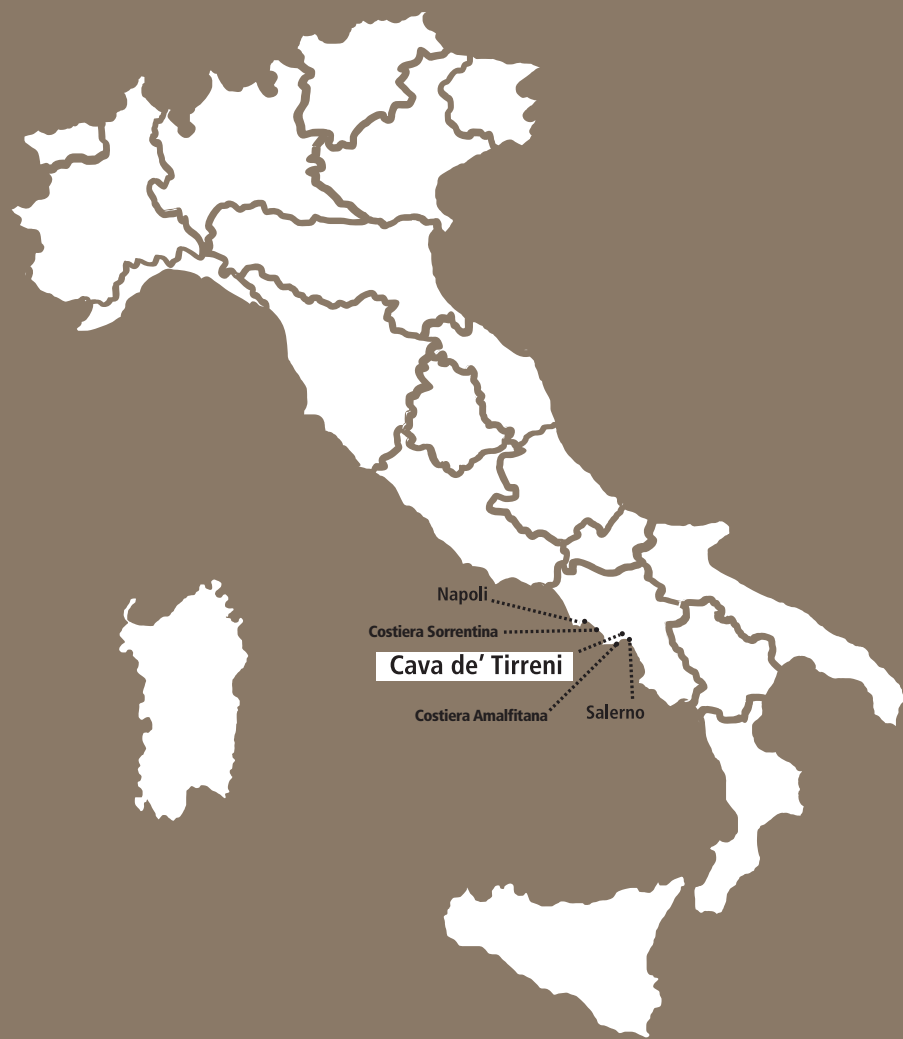 Napoli
Costiera Sorrentina
Cava de’ Tirreni
Costiera Amalfitana
Salerno